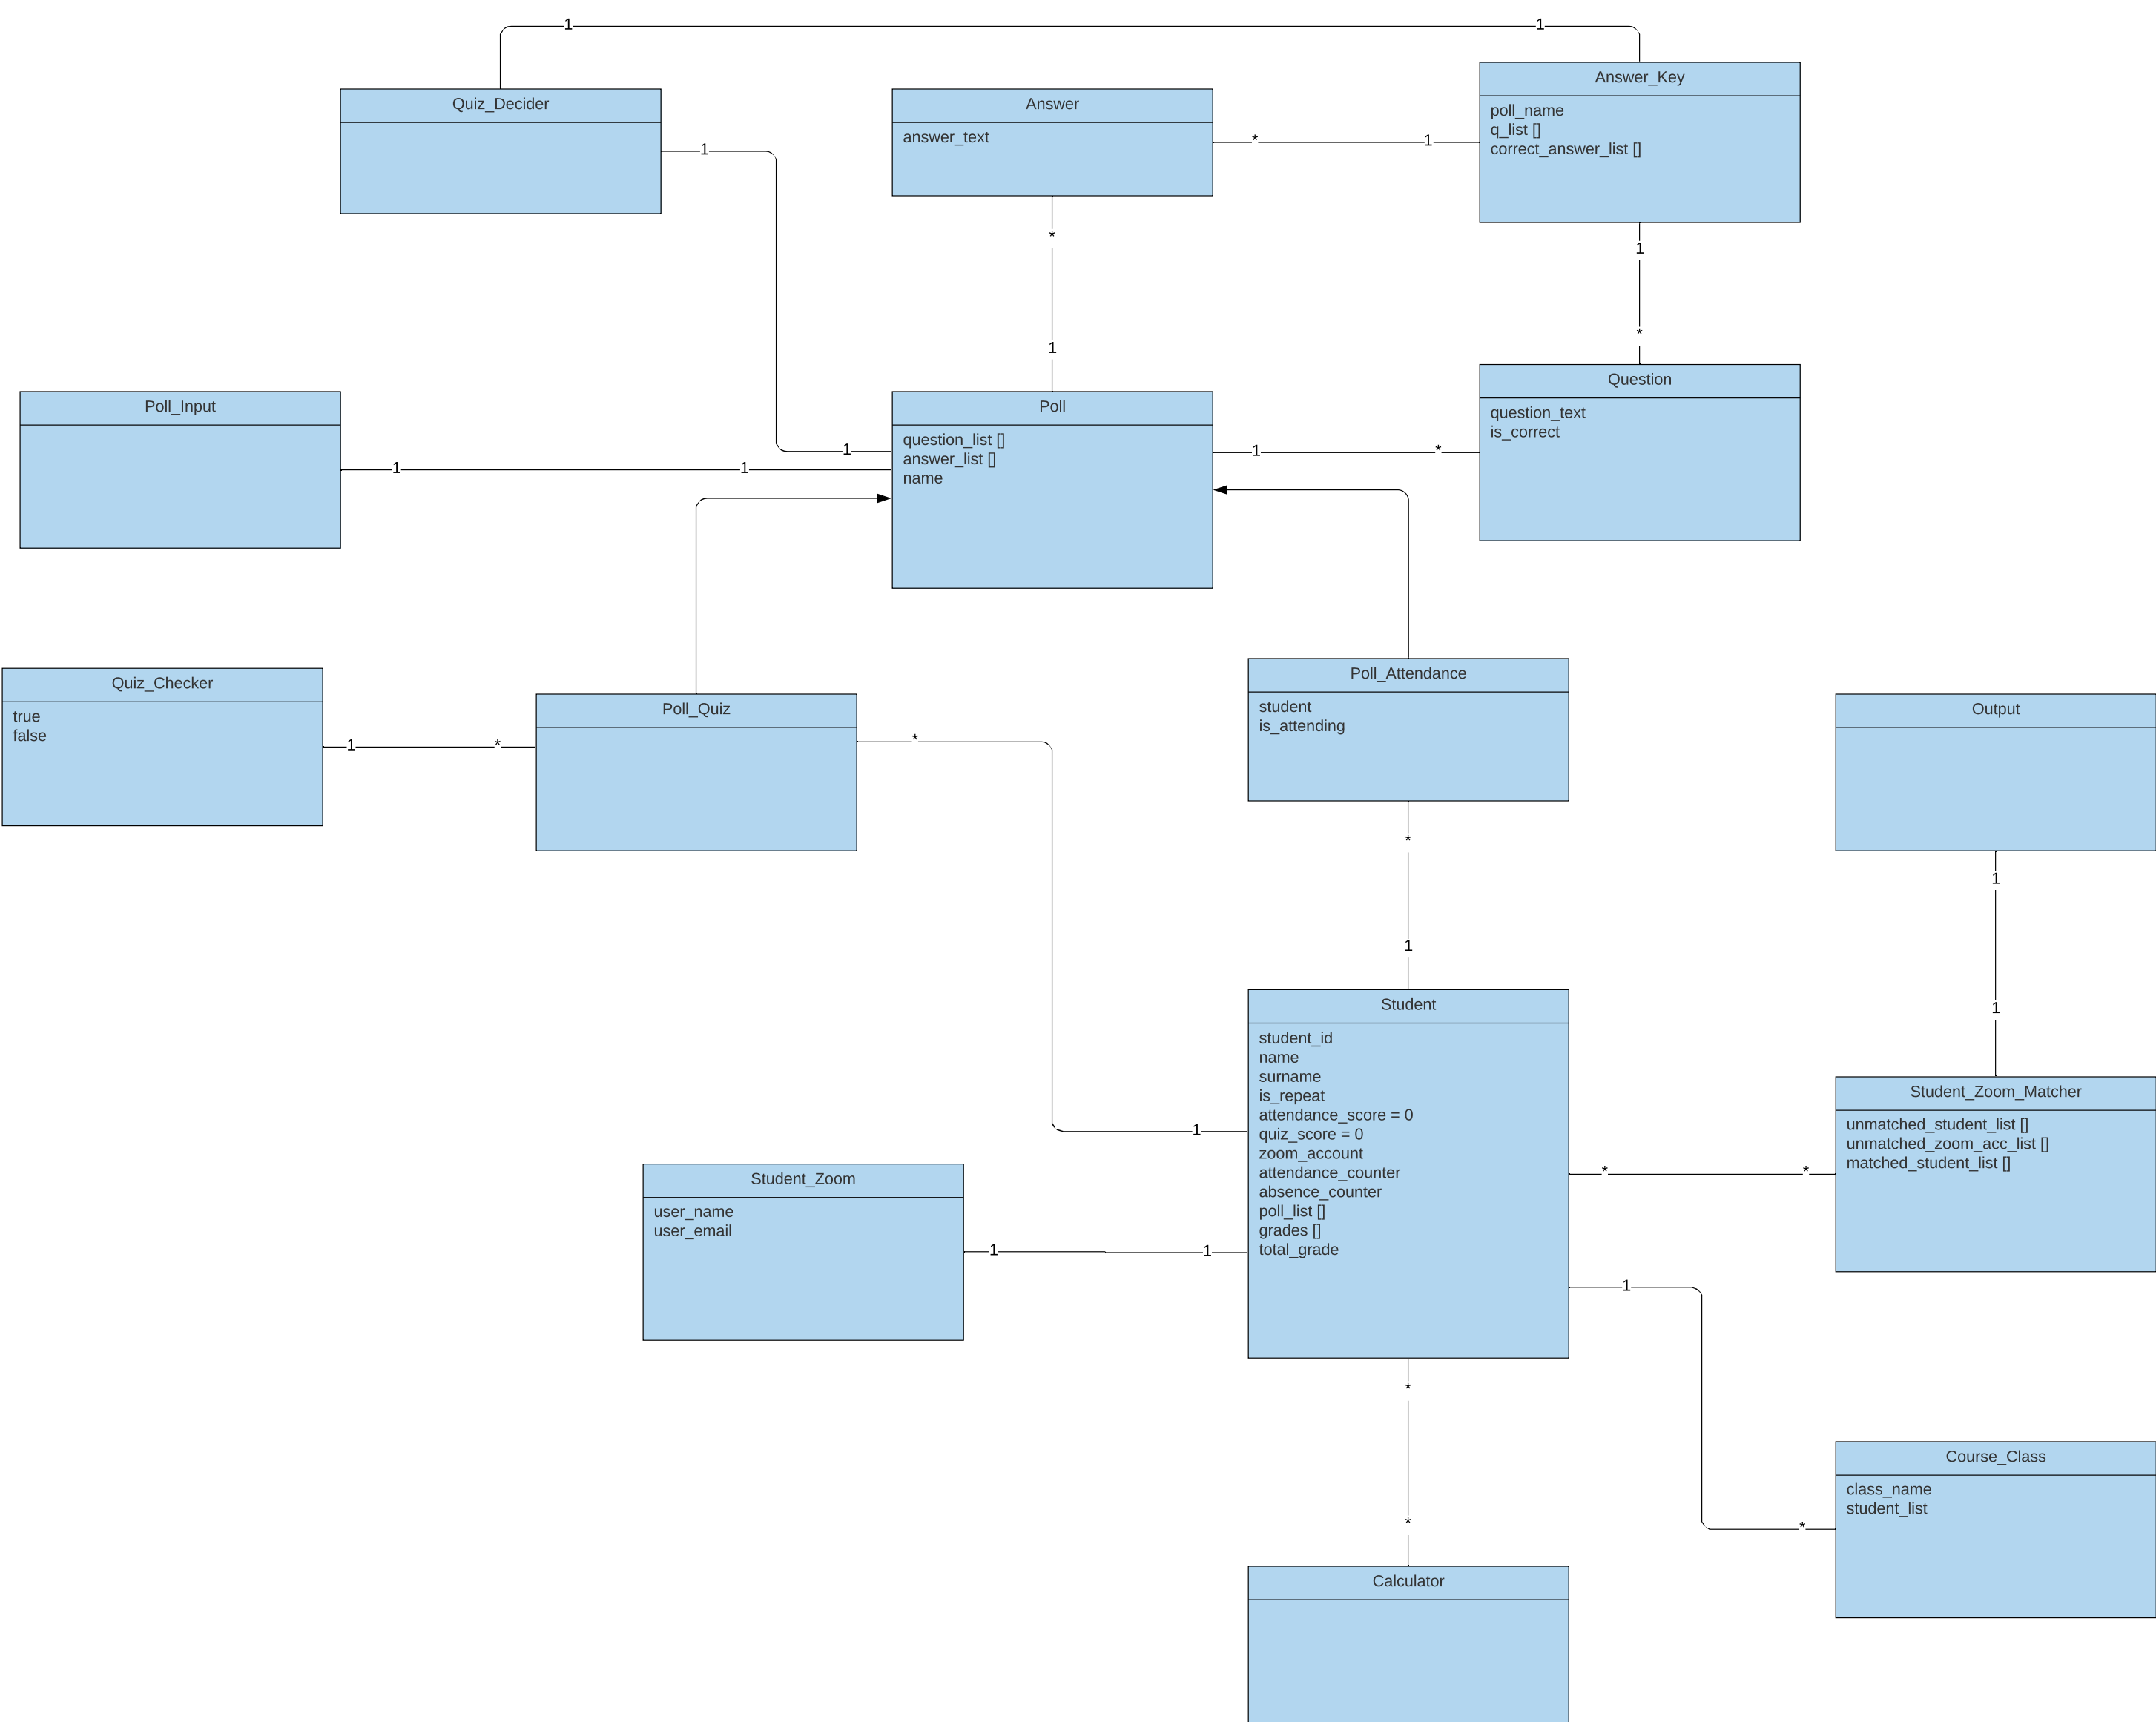 1
1
Answer_Key
poll_name
q_list []
correct_answer_list []
Quiz_Decider
Answer
answer_text
1
*
1
*
1
1
*
1
1
1
1
*
Poll_Input
Poll
question_list []
answer_list []
name
Question
question_text
is_correct
Quiz_Checker
true
false
1
*
Poll_Quiz
*
Poll_Attendance
student
is_attending
Output
*
1
1
1
Student
student_id
name
surname
is_repeat
attendance_score = 0
quiz_score = 0
zoom_account
attendance_counter
absence_counter
poll_list []
grades []
total_grade
1
*
*
Student_Zoom_Matcher
unmatched_student_list []
unmatched_zoom_acc_list []
matched_student_list []
Student_Zoom
user_name
user_email
1
1
1
*
*
*
Course_Class
class_name
student_list
Calculator